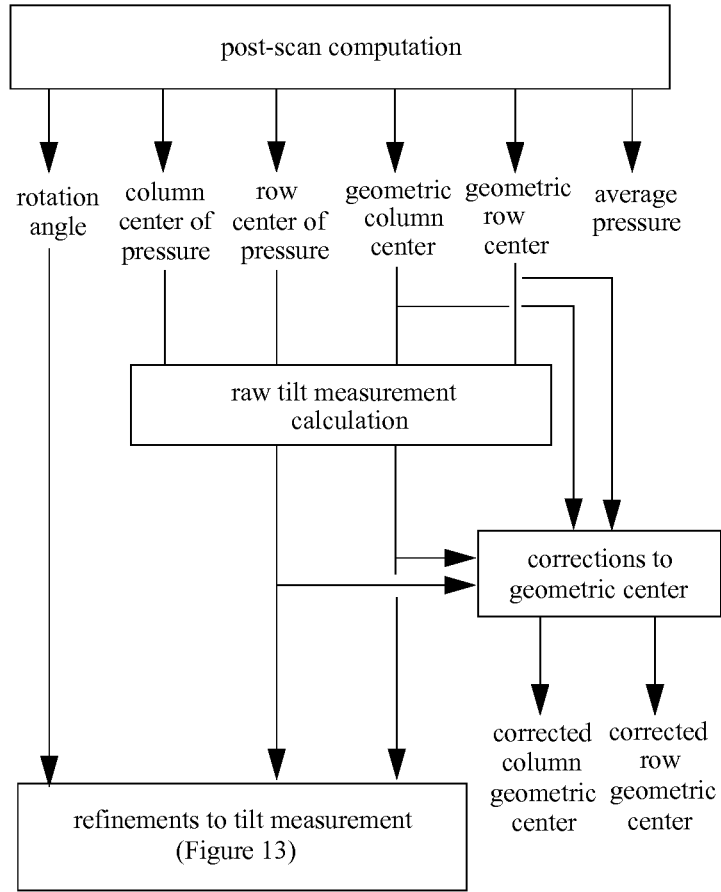 post-scan computation
rotation
angle
column
center of
pressure
row
center of
pressure
geometric
column
center
geometric
row
center
average
pressure
raw tilt measurement
calculation
corrections to
geometric center
corrected
column
geometric
center
corrected
row
geometric
center
refinements to tilt measurement
(Figure 13)